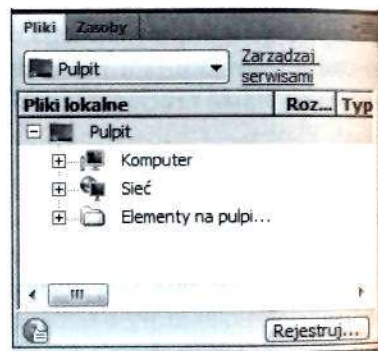 Pliki Zasoby
Pulpit
Zarządzaj
serwisami
Pliki lokalne Roz... Typ
Pulpit
Komputer
Sieć
Elementy na pulpi...
Rejestruj...